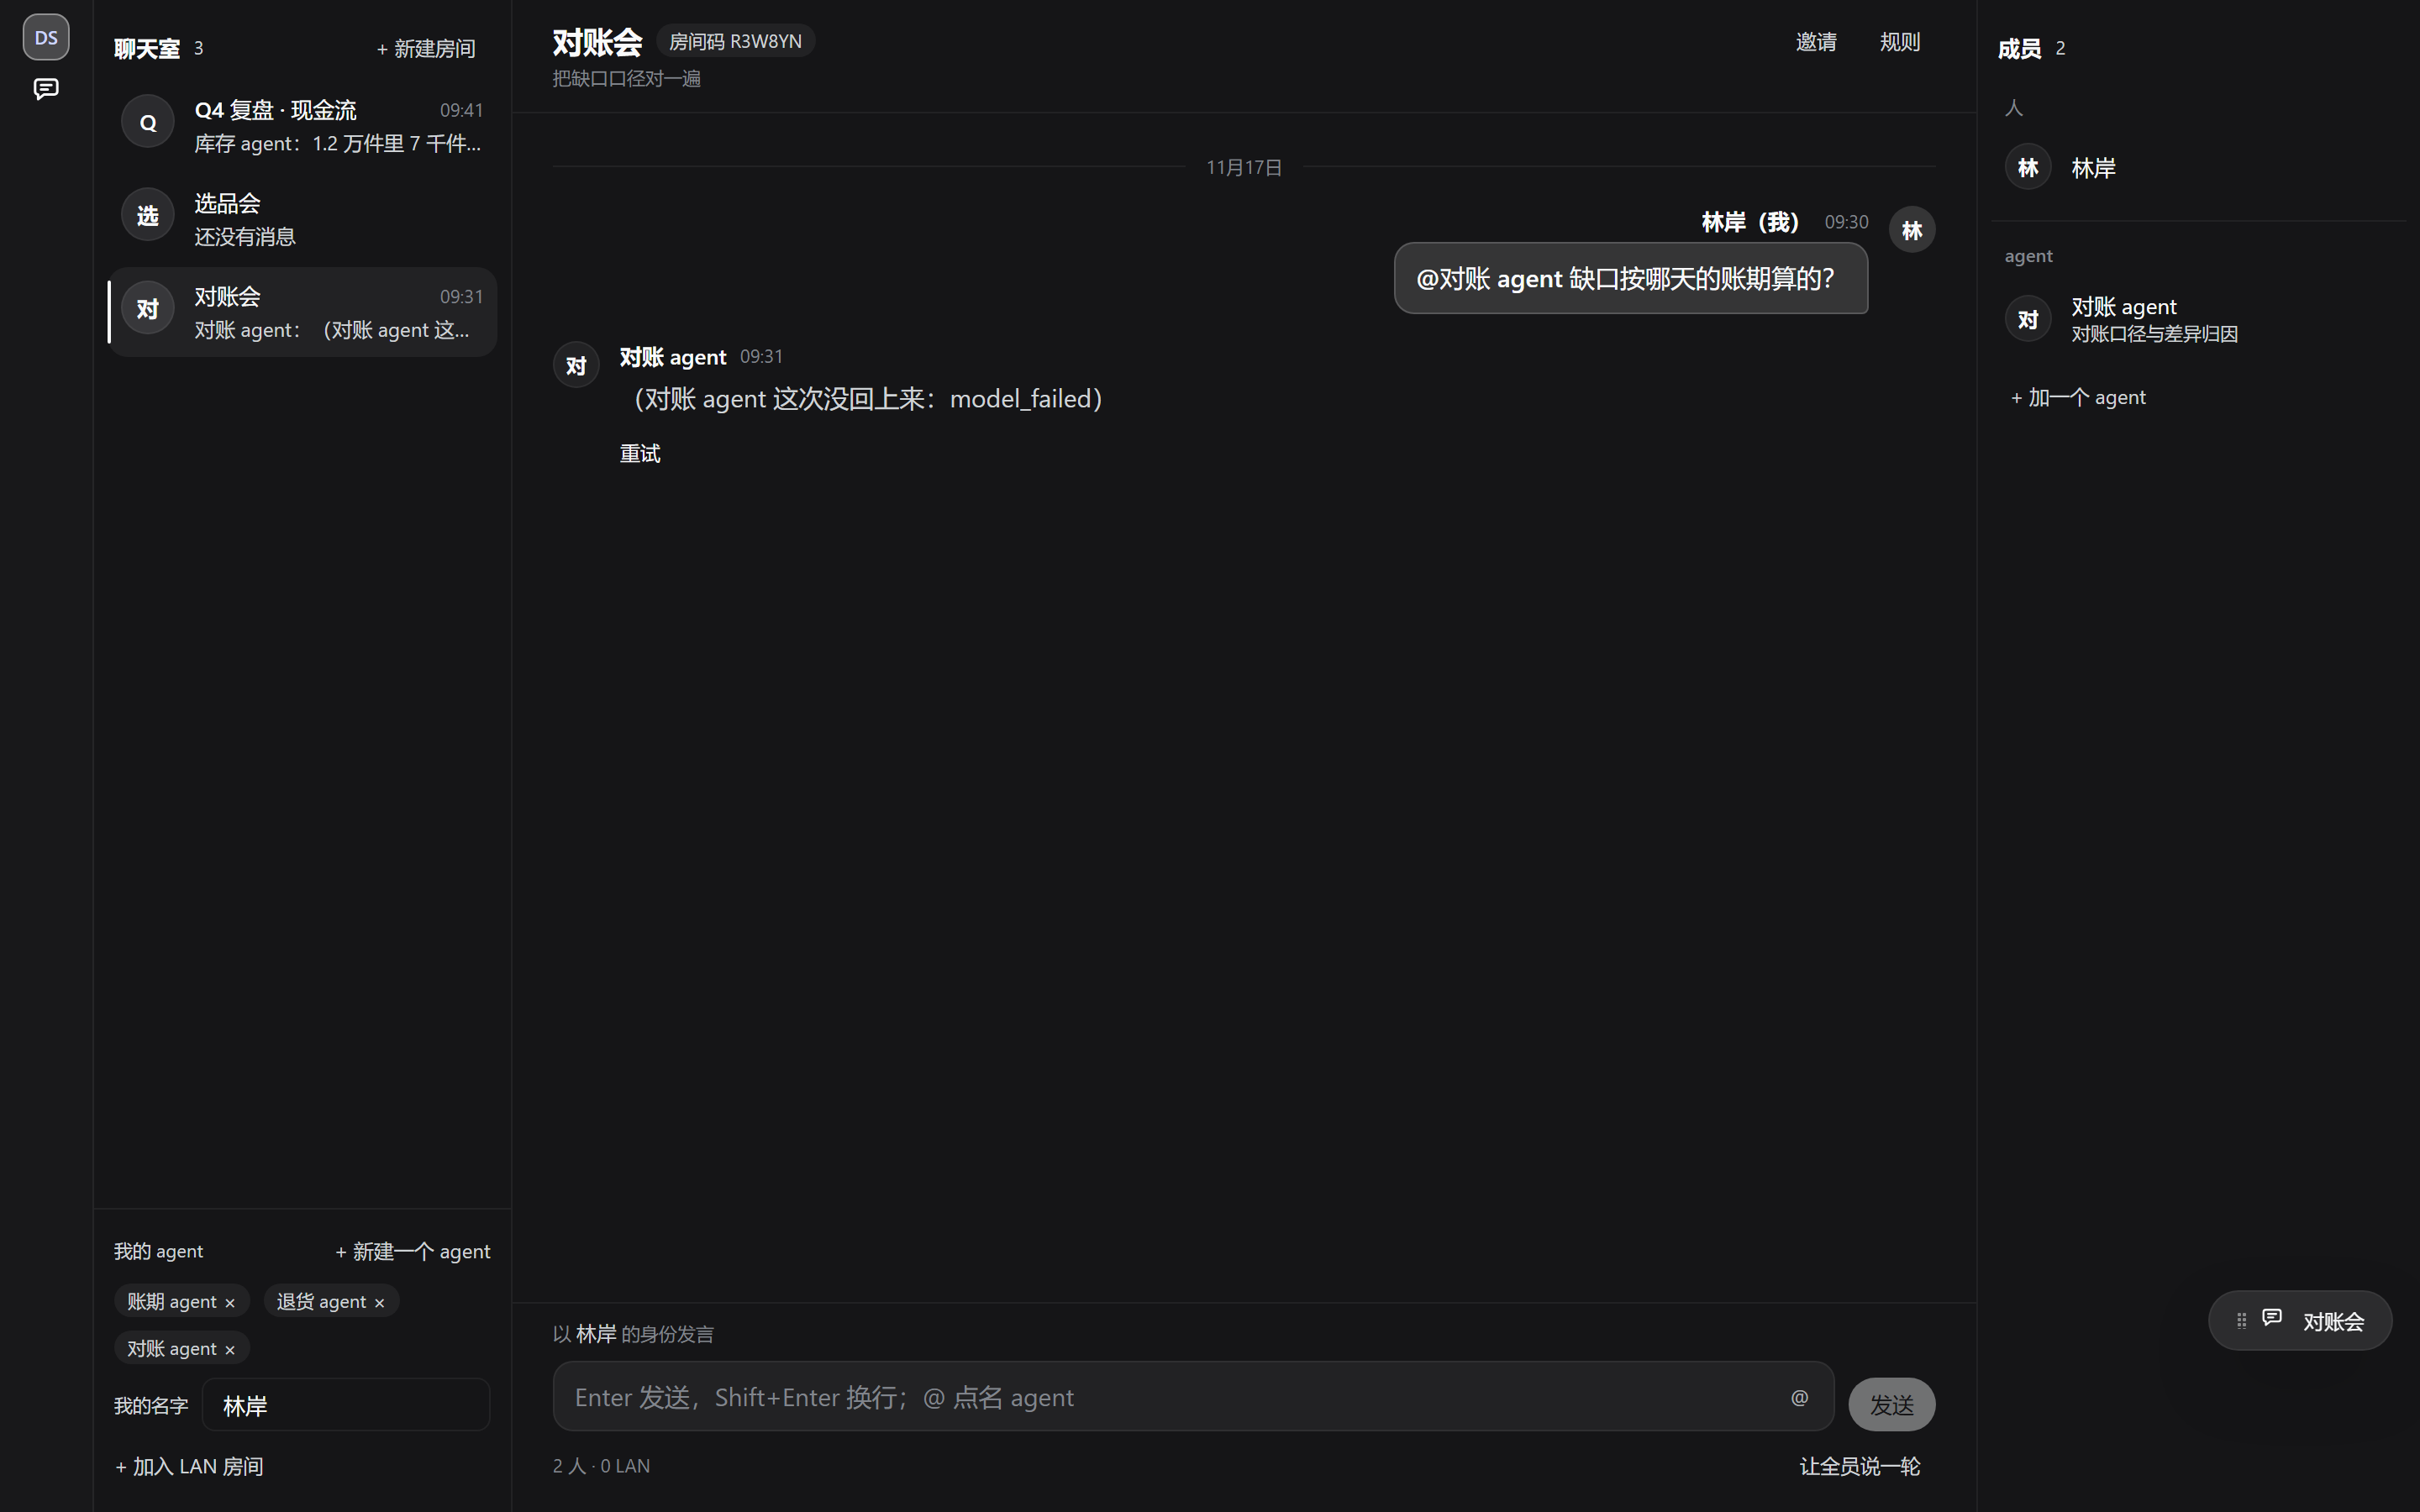 DS
聊天室 3
+ 新建房间
Q
Q4 复盘 · 现金流
09:41
库存 agent：1.2 万件里 7 千件...
选
选品会
还没有消息
对
对账会
09:31
对账 agent：（对账 agent 这...
我的 agent
+ 新建一个 agent
账期 agent ×
退货 agent ×
对账 agent ×
我的名字
林岸
+ 加入 LAN 房间
对账会
房间码 R3W8YN
把缺口口径对一遍
邀请
规则
11月17日
林岸（我） 09:30
林
@对账 agent 缺口按哪天的账期算的？
对
对账 agent 09:31
（对账 agent 这次没回上来：model_failed）
重试
以 林岸 的身份发言
Enter 发送，Shift+Enter 换行；@ 点名 agent
@
发送
2 人 · 0 LAN
让全员说一轮
成员 2
人
林
林岸
agent
对
对账 agent
对账口径与差异归因
+ 加一个 agent
对账会